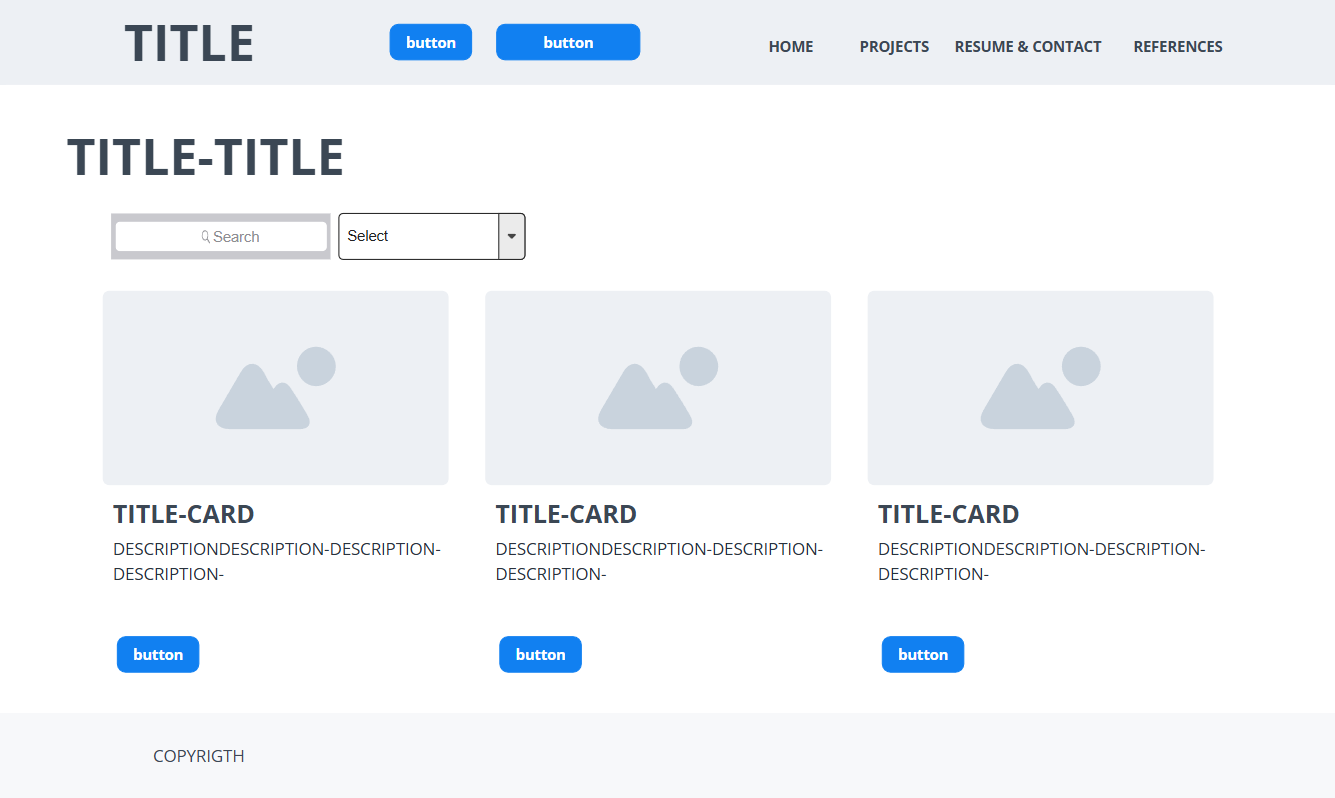 TITLE
button
button
HOME
PROJECTS
RESUME & CONTACT
REFERENCES
TITLE-TITLE
Search
Select
TITLE-CARD
DESCRIPTIONDESCRIPTION-DESCRIPTION-
DESCRIPTION-
button
TITLE-CARD
DESCRIPTIONDESCRIPTION-DESCRIPTION-
DESCRIPTION-
button
TITLE-CARD
DESCRIPTIONDESCRIPTION-DESCRIPTION-
DESCRIPTION-
button
COPYRIGTH